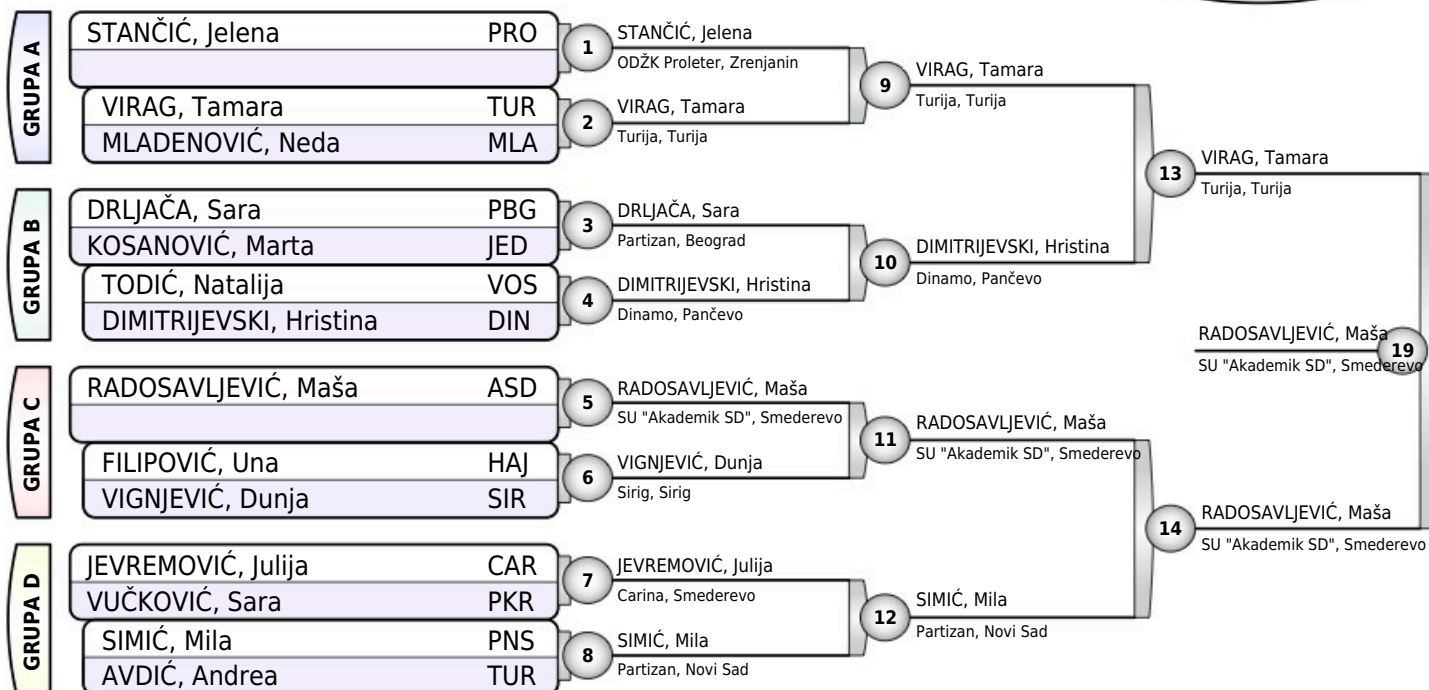 GRUPA A
STANČIĆ, Jelena PRO
VIRAG, Tamara TUR
MLADENOVIĆ, Neda MLA
GRUPA B
DRLJAČA, Sara PBG
KOSANOVIĆ, Marta JED
TODIĆ, Natalija VOS
DIMITRIJEVSKI, Hristina DIN
GRUPA C
RADOSAVLJEVIĆ, Maša ASD
FILIPOVIĆ, Una HAJ
VIGNJEVIĆ, Dunja SIR
GRUPA D
JEVREMOVIĆ, Julija CAR
VUČKOVIĆ, Sara PKR
SIMIĆ, Mila PNS
AVDIĆ, Andrea TUR
1
STANČIĆ, Jelena
ODŽK Proleter, Zrenjanin
2
VIRAG, Tamara
Turija, Turija
3
DRLJAČA, Sara
Partizan, Beograd
4
DIMITRIJEVSKI, Hristina
Dinamo, Pančevo
5
RADOSAVLJEVIĆ, Maša
SU "Akademik SD", Smederevo
6
VIGNJEVIĆ, Dunja
Sirig, Sirig
7
JEVREMOVIĆ, Julija
Carina, Smederevo
8
SIMIĆ, Mila
Partizan, Novi Sad
9
VIRAG, Tamara
Turija, Turija
10
DIMITRIJEVSKI, Hristina
Dinamo, Pančevo
11
RADOSAVLJEVIĆ, Maša
SU "Akademik SD", Smederevo
12
SIMIĆ, Mila
Partizan, Novi Sad
13
VIRAG, Tamara
Turija, Turija
14
RADOSAVLJEVIĆ, Maša
SU "Akademik SD", Smederevo
RADOSAVLJEVIĆ, Maša
19
SU "Akademik SD", Smederevo